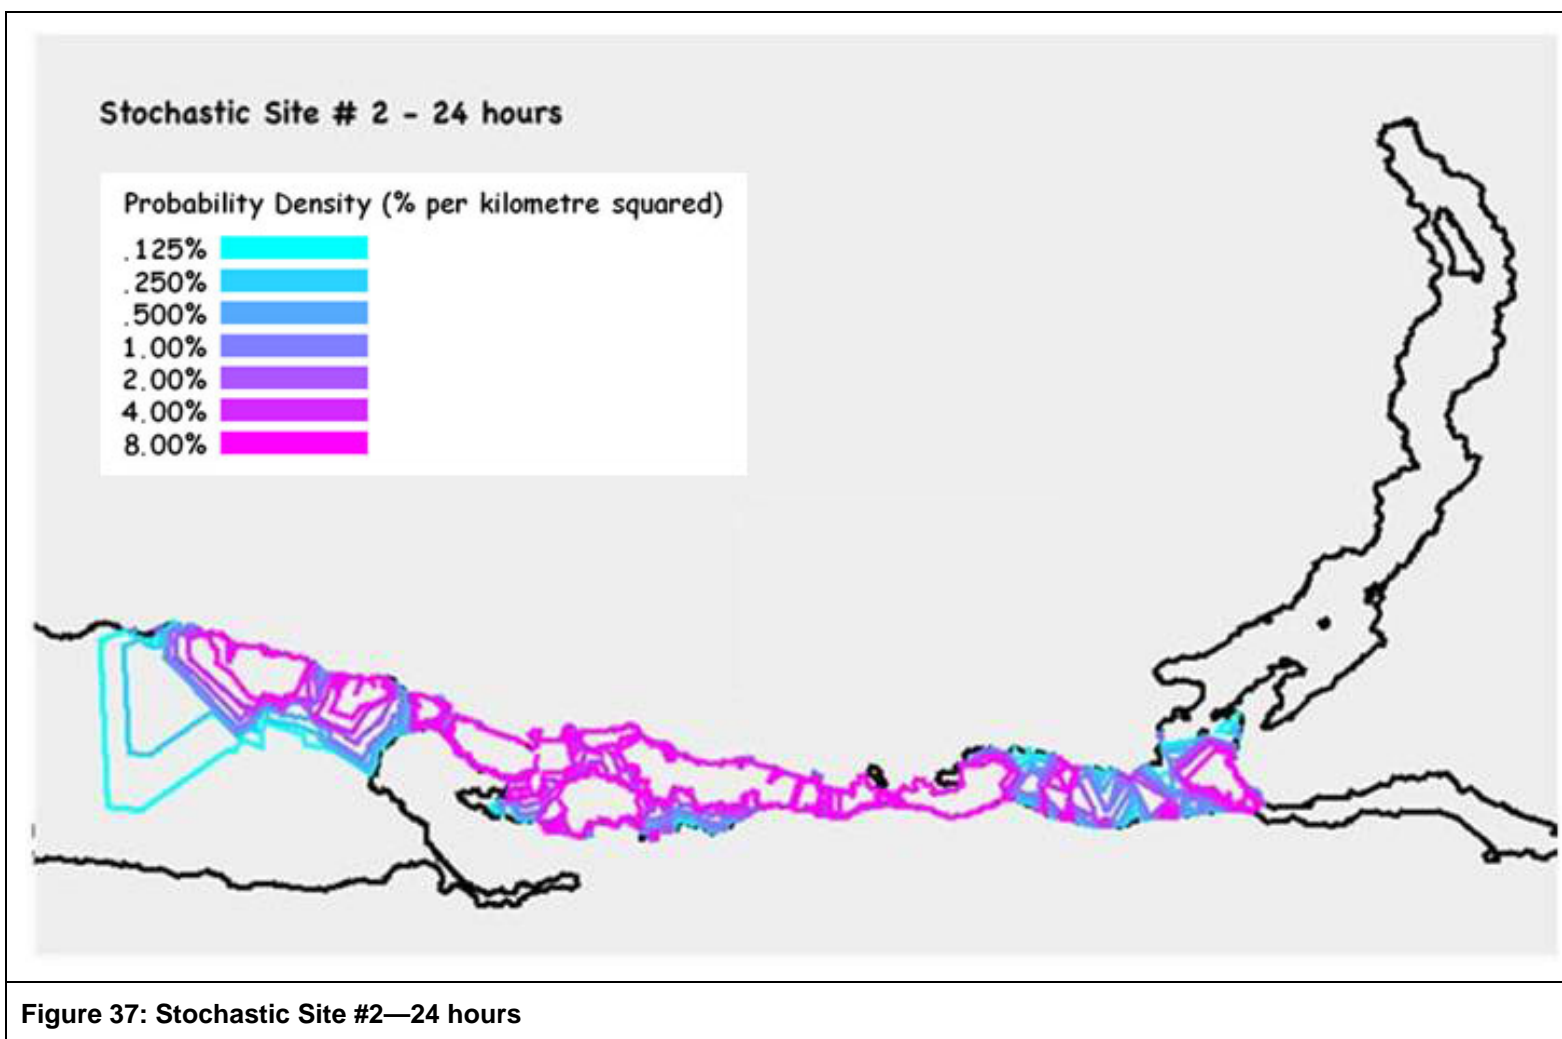 Stochastic Site # 2 - 24 hours
Probability Density (% per kilometre squared)
.125%
.250%
.500%
1.00%
2.00%
4.00%
8.00%
Figure 37: Stochastic Site #2—24 hours